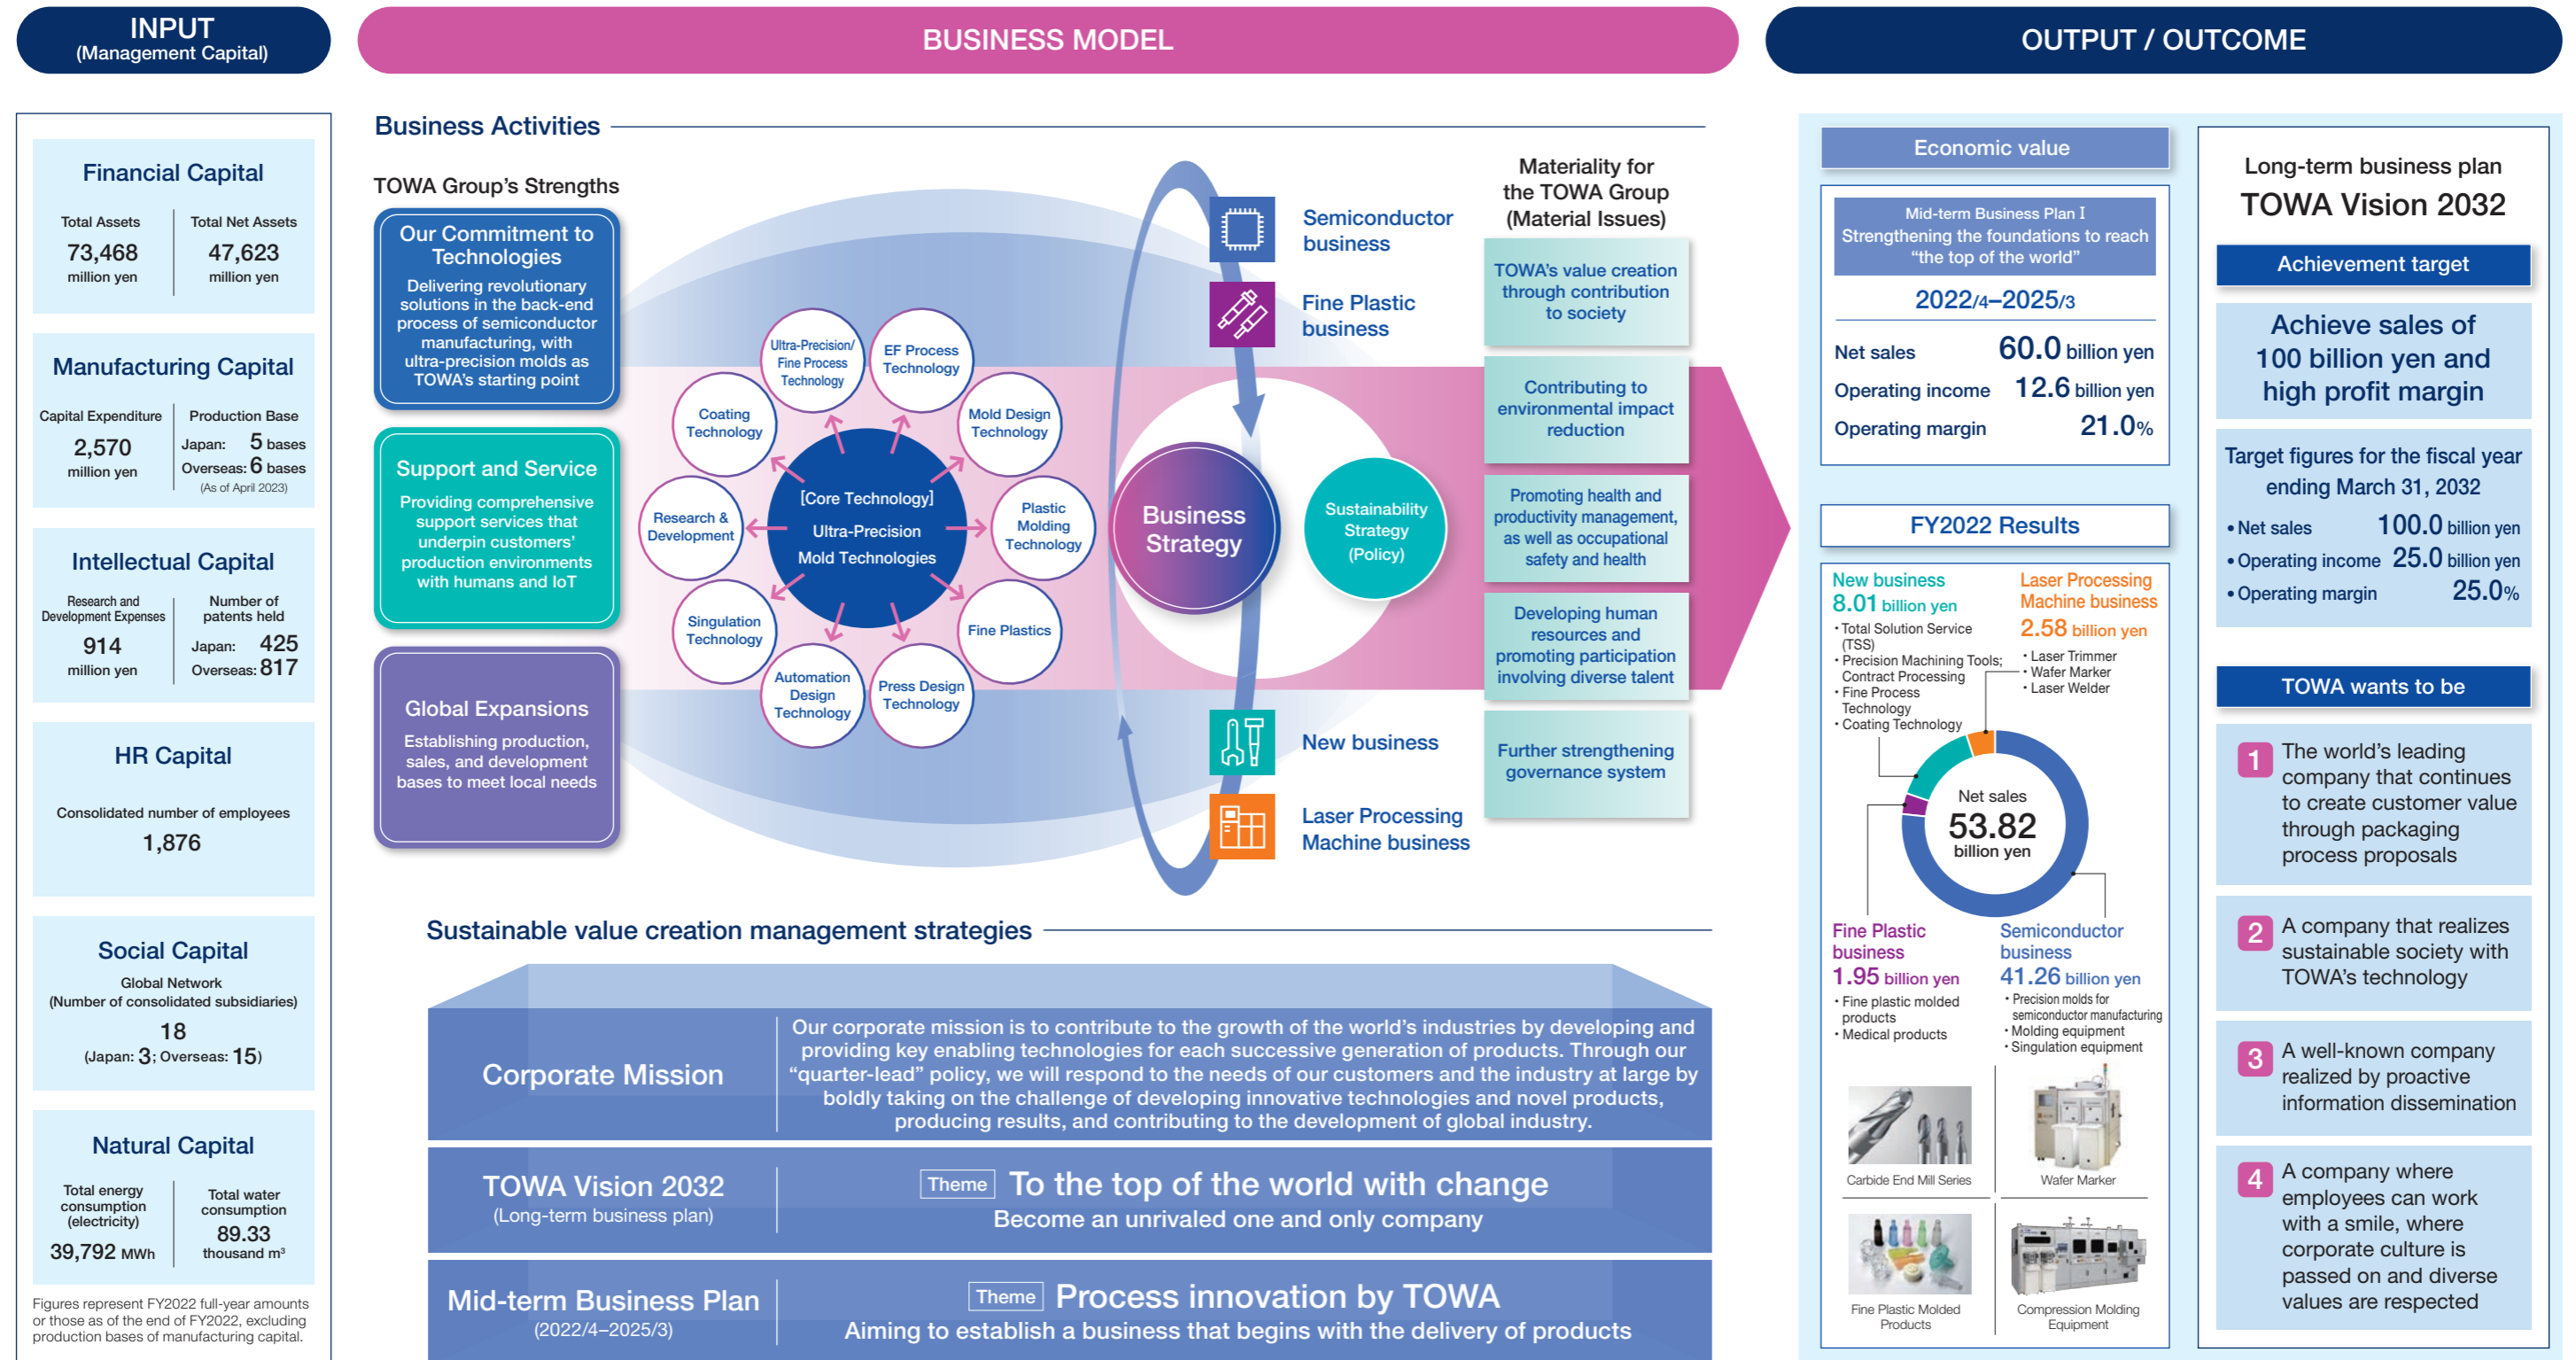 INPUT
(Management Capital)
Financial Capital
Total Assets
73,468
million yen
Total Net Assets
47,623
million yen
Manufacturing Capital
Capital Expenditure
2,570
million yen
Production Base
Japan: 5 bases
Overseas: 6 bases
(As of April 2023)
Intellectual Capital
Research and
Development Expenses
914
million yen
Number of
patents held
Japan: 425
Overseas: 817
HR Capital
Consolidated number of employees
1,876
Social Capital
Global Network
(Number of consolidated subsidiaries)
18
(Japan: 3; Overseas: 15)
Natural Capital
Total energy
consumption
(electricity)
39,792 MWh
Total water
consumption
89.33
thousand m³
Figures represent FY2022 full-year amounts
or those as of the end of FY2022, excluding
production bases of manufacturing capital.
BUSINESS MODEL
Business Activities
TOWA Group's Strengths
Our Commitment to
Technologies
Delivering revolutionary
solutions in the back-end
process of semiconductor
manufacturing, with
ultra-precision molds as
TOWA's starting point
Support and Service
Providing comprehensive
support services that
underpin customers'
production environments
with humans and IoT
Global Expansions
Establishing production,
sales, and development
bases to meet local needs
Ultra-Precision/
Fine Process
Technology
EF Process
Technology
Coating
Technology
Mold Design
Technology
Research &
Development
[Core Technology]
Ultra-Precision
Mold Technologies
Plastic
Molding
Technology
Singulation
Technology
Fine Plastics
Automation
Design
Technology
Press Design
Technology
Semiconductor
business
Fine Plastic
business
Business
Strategy
Sustainability
Strategy
(Policy)
New business
Laser Processing
Machine business
Materiality for
the TOWA Group
(Material Issues)
TOWA's value creation
through contribution
to society
Contributing to
environmental impact
reduction
Promoting health and
productivity management,
as well as occupational
safety and health
Developing human
resources and
promoting participation
involving diverse talent
Further strengthening
governance system
Sustainable value creation management strategies
Corporate Mission
Our corporate mission is to contribute to the growth of the world's industries by developing and
providing key enabling technologies for each successive generation of products. Through our
“quarter-lead” policy, we will respond to the needs of our customers and the industry at large by
boldly taking on the challenge of developing innovative technologies and novel products,
producing results, and contributing to the development of global industry.
TOWA Vision 2032
(Long-term business plan)
Theme To the top of the world with change
Become an unrivaled one and only company
Mid-term Business Plan
(2022/4–2025/3)
Theme Process innovation by TOWA
Aiming to establish a business that begins with the delivery of products
OUTPUT / OUTCOME
Economic value
Mid-term Business Plan I
Strengthening the foundations to reach
“the top of the world”
2022/4–2025/3
Net sales 60.0 billion yen
Operating income 12.6 billion yen
Operating margin 21.0%
FY2022 Results
New business
8.01 billion yen
• Total Solution Service
(TSS)
• Precision Machining Tools;
Contract Processing
• Fine Process
Technology
• Coating Technology
Laser Processing
Machine business
2.58 billion yen
• Laser Trimmer
• Wafer Marker
• Laser Welder
Net sales
53.82
billion yen
Fine Plastic
business
1.95 billion yen
• Fine plastic molded
products
• Medical products
Semiconductor
business
41.26 billion yen
• Precision molds for
semiconductor manufacturing
• Molding equipment
• Singulation equipment
Carbide End Mill Series
Wafer Marker
Fine Plastic Molded
Products
Compression Molding
Equipment
Long-term business plan
TOWA Vision 2032
Achievement target
Achieve sales of
100 billion yen and
high profit margin
Target figures for the fiscal year
ending March 31, 2032
• Net sales 100.0 billion yen
• Operating income 25.0 billion yen
• Operating margin 25.0%
TOWA wants to be
1 The world's leading
company that continues
to create customer value
through packaging
process proposals
2 A company that realizes
sustainable society with
TOWA's technology
3 A well-known company
realized by proactive
information dissemination
4 A company where
employees can work
with a smile, where
corporate culture is
passed on and diverse
values are respected